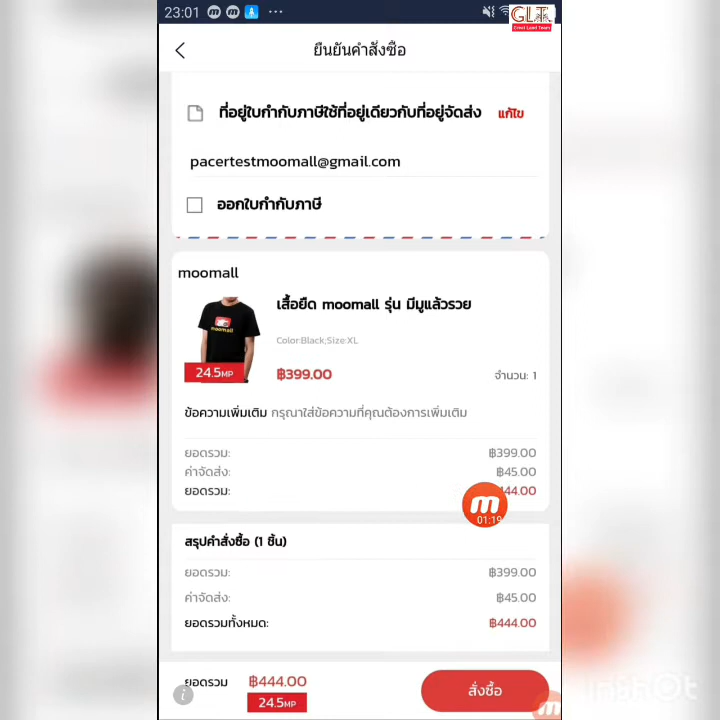 23:01
GLT
Great Land Team
ยืนยันคำสั่งซื้อ
ที่อยู่ใบกำกับภาษีใช้ที่อยู่เดียวกับที่อยู่จัดส่ง แก้ไข
pacertestmoomall@gmail.com
ออกใบกำกับภาษี
moomall
เสื้อยืด moomall รุ่น มีมูแล้วรวย
Color:Black;Size:XL
moomall
24.5MP
฿399.00 จำนวน: 1
ข้อความเพิ่มเติม กรุณาใส่ข้อความที่คุณต้องการเพิ่มเติม
ยอดรวม: ฿399.00
ค่าจัดส่ง: ฿45.00
ยอดรวม: 44.00
01:19
สรุปคำสั่งซื้อ (1 ชิ้น)
ยอดรวม: ฿399.00
ค่าจัดส่ง: ฿45.00
ยอดรวมทั้งหมด: ฿444.00
ยอดรวม ฿444.00
24.5MP
สั่งซื้อ
InShOt